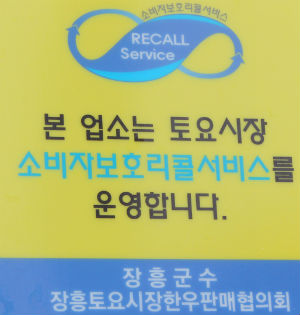 소비자보호리콜서비스
RECALL
Service
본 업소는 토요시장
소비자보호리콜서비스를
운영합니다.
장흥군수
장흥토요시장한우판매협의회